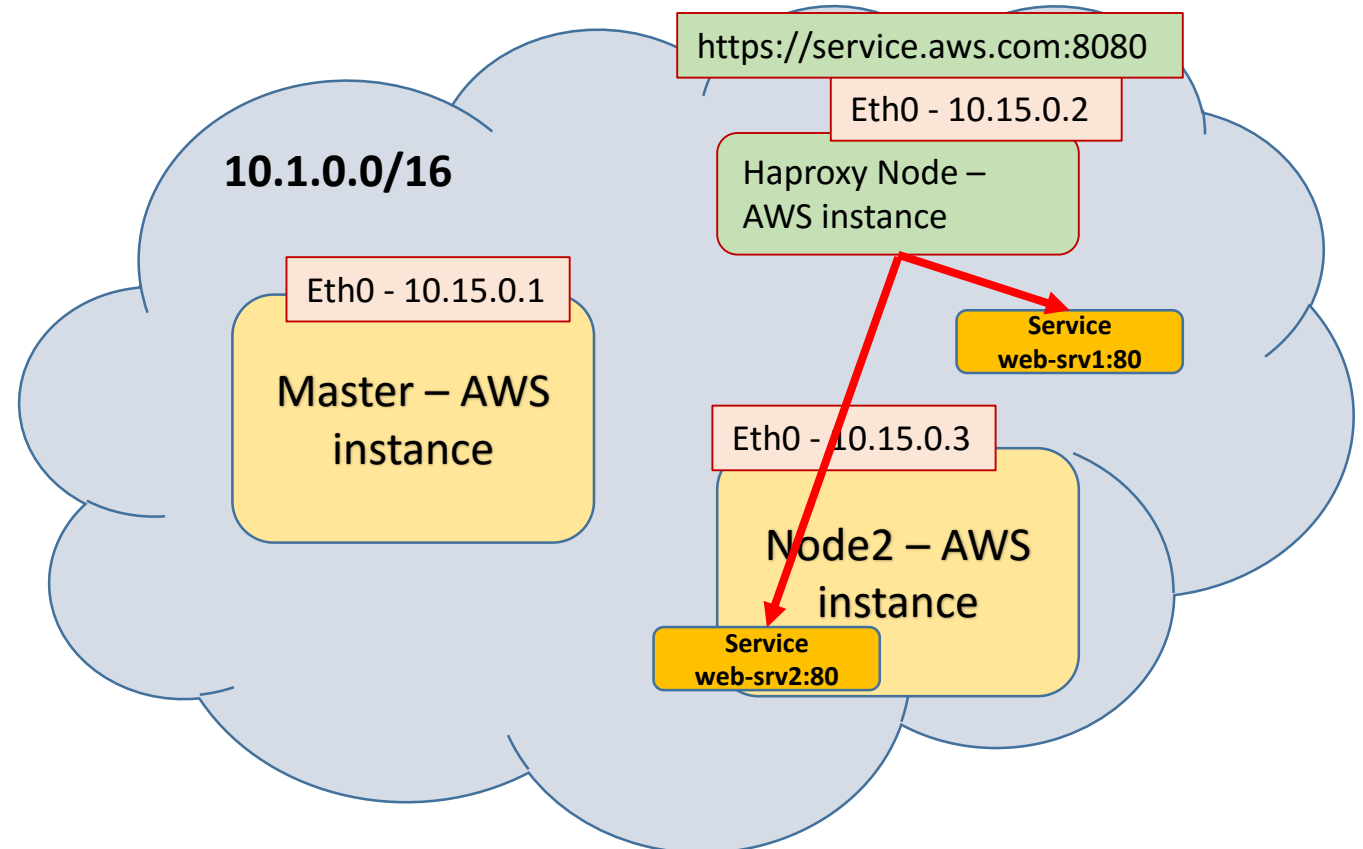 https://service.aws.com:8080
Eth0 - 10.15.0.2
10.1.0.0/16
Haproxy Node –
AWS instance
Eth0 - 10.15.0.1
Service
web-srv1:80
Master – AWS
instance
Eth0 - 10.15.0.3
Node2 – AWS
instance
Service
web-srv2:80